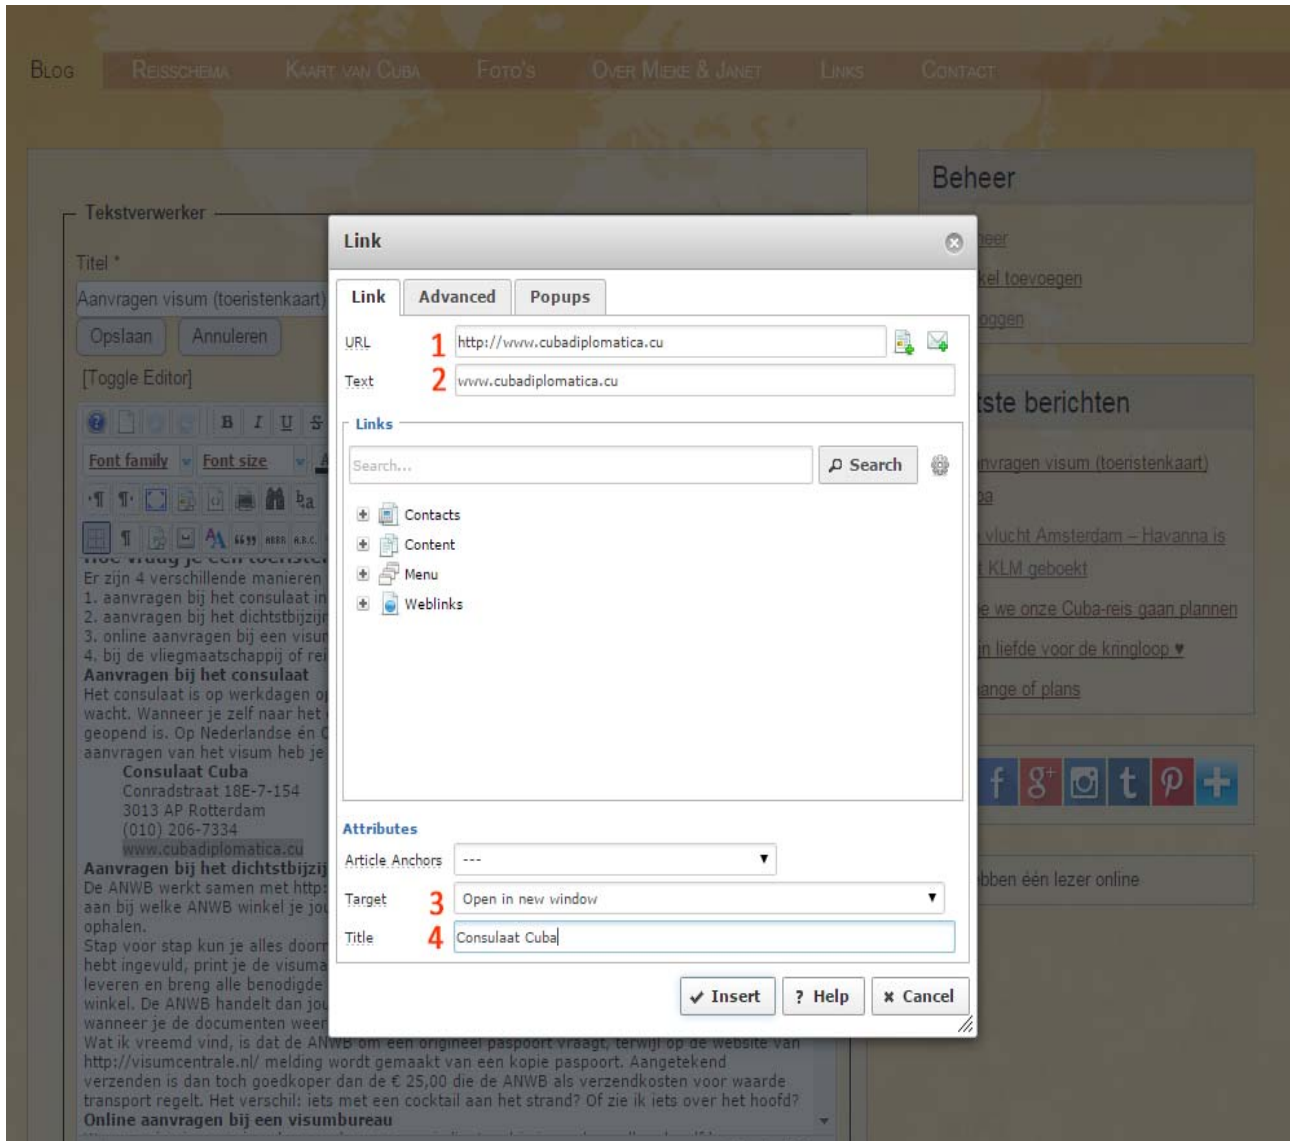 Blog Reisschema Kaart van Cuba Foto's Over Mieke & Janet Links Contact
Tekstverwerker
Titel *
Aanvragen visum (toeristenkaart)
Opslaan Annuleren
[Toggle Editor]
B I U S
Font family Font size A
Er zijn 4 verschillende manieren
1. aanvragen bij het consulaat in
2. aanvragen bij het dichtstbijzijn
3. online aanvragen bij een visum
4. bij de vliegmaatschappij of rei
Aanvragen bij het consulaat
Het consulaat is op werkdagen op
wacht. Wanneer je zelf naar het
geopend is. Op Nederlandse én C
aanvragen van het visum heb je
Consulaat Cuba
Conradstraat 18E-7-154
3013 AP Rotterdam
(010) 206-7334
www.cubadiplomatica.cu
Aanvragen bij het dichtstbijzij
De ANWB werkt samen met http:
aan bij welke ANWB winkel je jou
ophalen.
Stap voor stap kun je alles doorn
hebt ingevuld, print je de visuma
leveren en breng alle benodigde
winkel. De ANWB handelt dan jou
wanneer je de documenten weer
Wat ik vreemd vind, is dat de ANWB om een origineel paspoort vraagt, terwijl op de website van
http://visumcentrale.nl/ melding wordt gemaakt van een kopie paspoort. Aangetekend
verzenden is dan toch goedkoper dan de € 25,00 die de ANWB als verzendkosten voor waarde
transport regelt. Het verschil: iets met een cocktail aan het strand? Of zie ik iets over het hoofd?
Online aanvragen bij een visumbureau
Link
Link Advanced Popups
URL 1 http://www.cubadiplomatica.cu
Text 2 www.cubadiplomatica.cu
Links
Search... Search
Contacts
Content
Menu
Weblinks
Attributes
Article Anchors ---
Target 3 Open in new window
Title 4 Consulaat Cuba
Insert ? Help Cancel
Beheer
heer
kel toevoegen
oggen
tste berichten
nvragen visum (toeristenkaart)
ba
vlucht Amsterdam – Havanna is
KLM geboekt
e we onze Cuba-reis gaan plannen
jn liefde voor de kringloop ♥
ange of plans
f g+ t p +
bben één lezer online